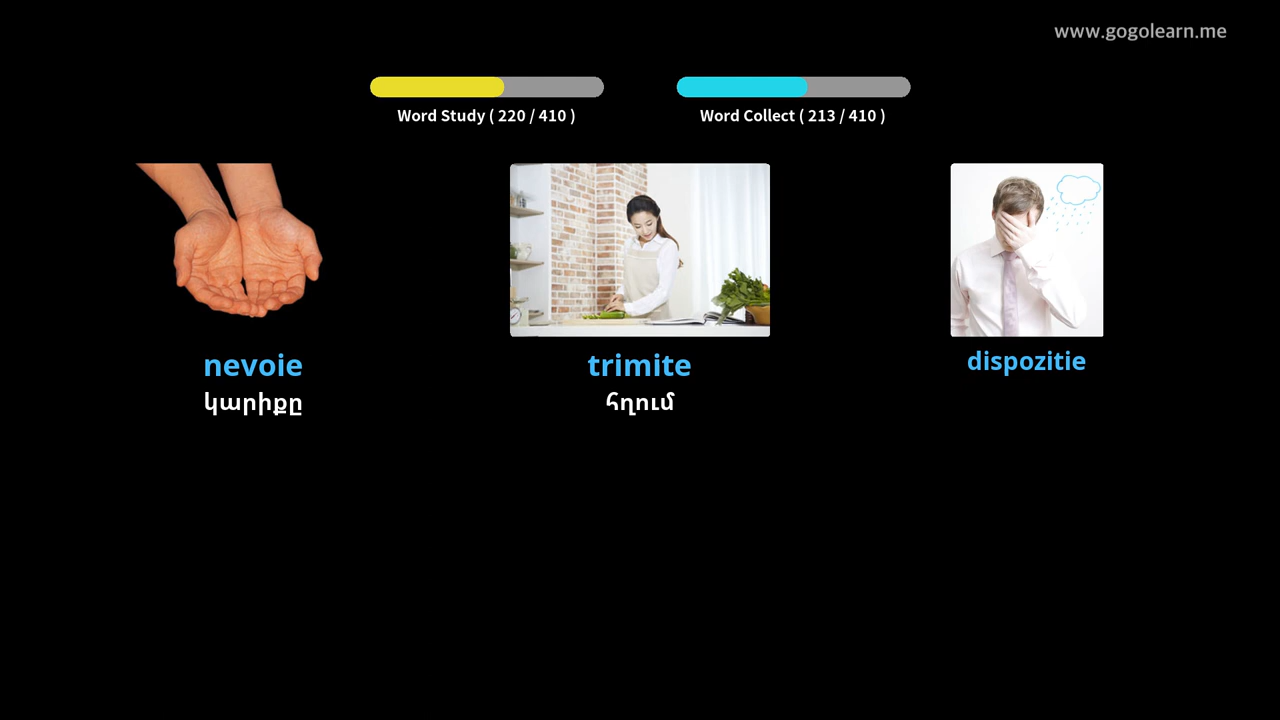 www.gogolearn.me
Word Study ( 220 / 410 )
Word Collect ( 213 / 410 )
nevoie
կարիքը
trimite
հղում
dispozitie